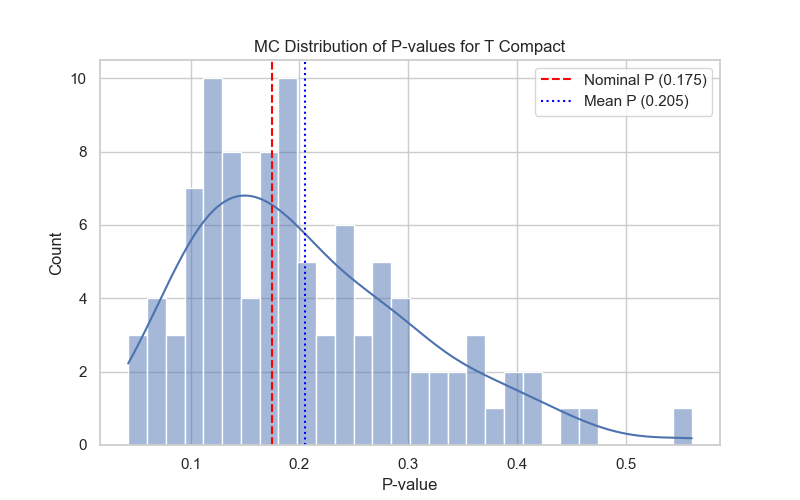 MC Distribution of P-values for T Compact
Nominal P (0.175)
Mean P (0.205)
Count
10
8
6
4
2
0
0.1 0.2 0.3 0.4 0.5
P-value